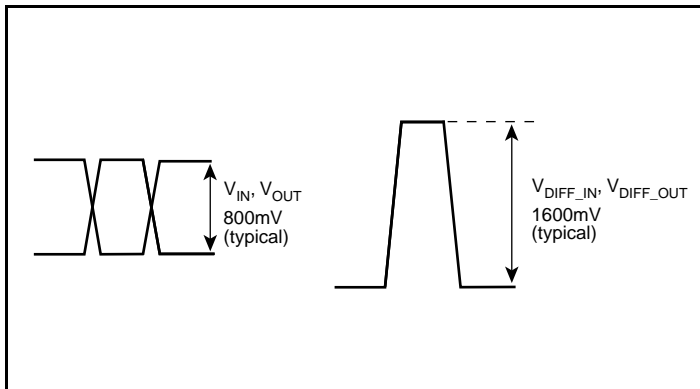 V_IN, V_OUT
800mV
(typical)
V_DIFF_IN, V_DIFF_OUT
1600mV
(typical)